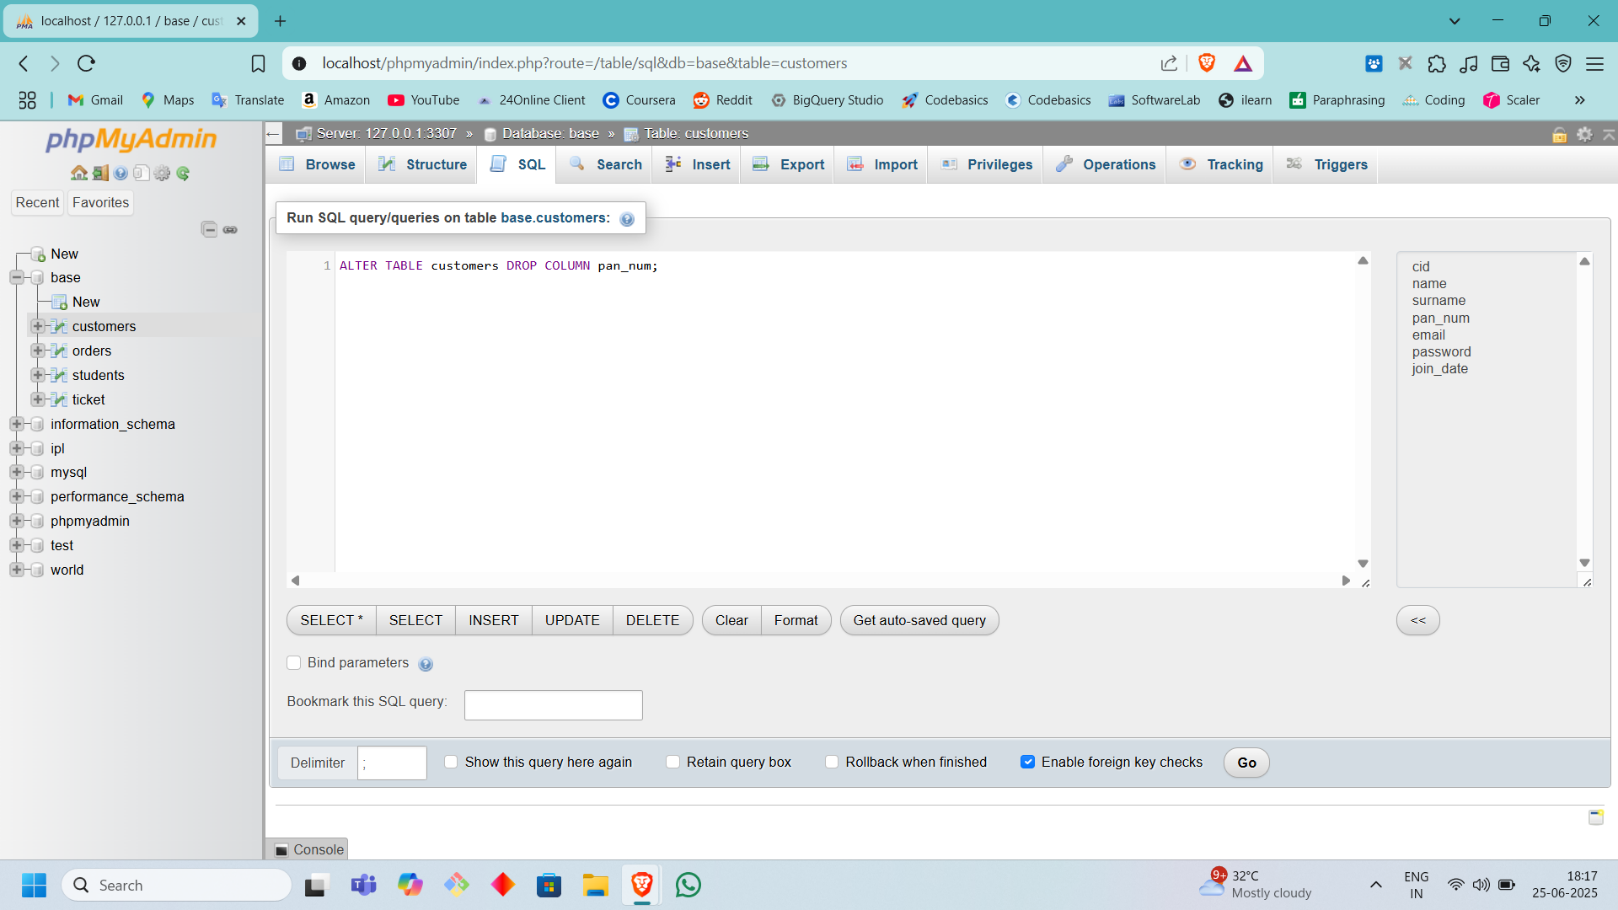 localhost / 127.0.0.1 / base / cust
localhost/phpmyadmin/index.php?route=/table/sql&db=base&table=customers
Gmail Maps Translate Amazon YouTube 24Online Client Coursera Reddit BigQuery Studio Codebasics Codebasics SoftwareLab ilearn Paraphrasing Coding Scaler »
phpMyAdmin
Server: 127.0.0.1:3307 » Database: base » Table: customers
Browse Structure SQL Search Insert Export Import Privileges Operations Tracking Triggers
Recent Favorites
New
base
New
customers
orders
students
ticket
information_schema
ipl
mysql
performance_schema
phpmyadmin
test
world
Run SQL query/queries on table base.customers:
1 ALTER TABLE customers DROP COLUMN pan_num;
cid
name
surname
pan_num
email
password
join_date
SELECT * SELECT INSERT UPDATE DELETE Clear Format Get auto-saved query <<
Bind parameters
Bookmark this SQL query:
Delimiter ; Show this query here again Retain query box Rollback when finished Enable foreign key checks Go
Console
Search
9+ 32°C
Mostly cloudy
ENG
IN
18:17
25-06-2025